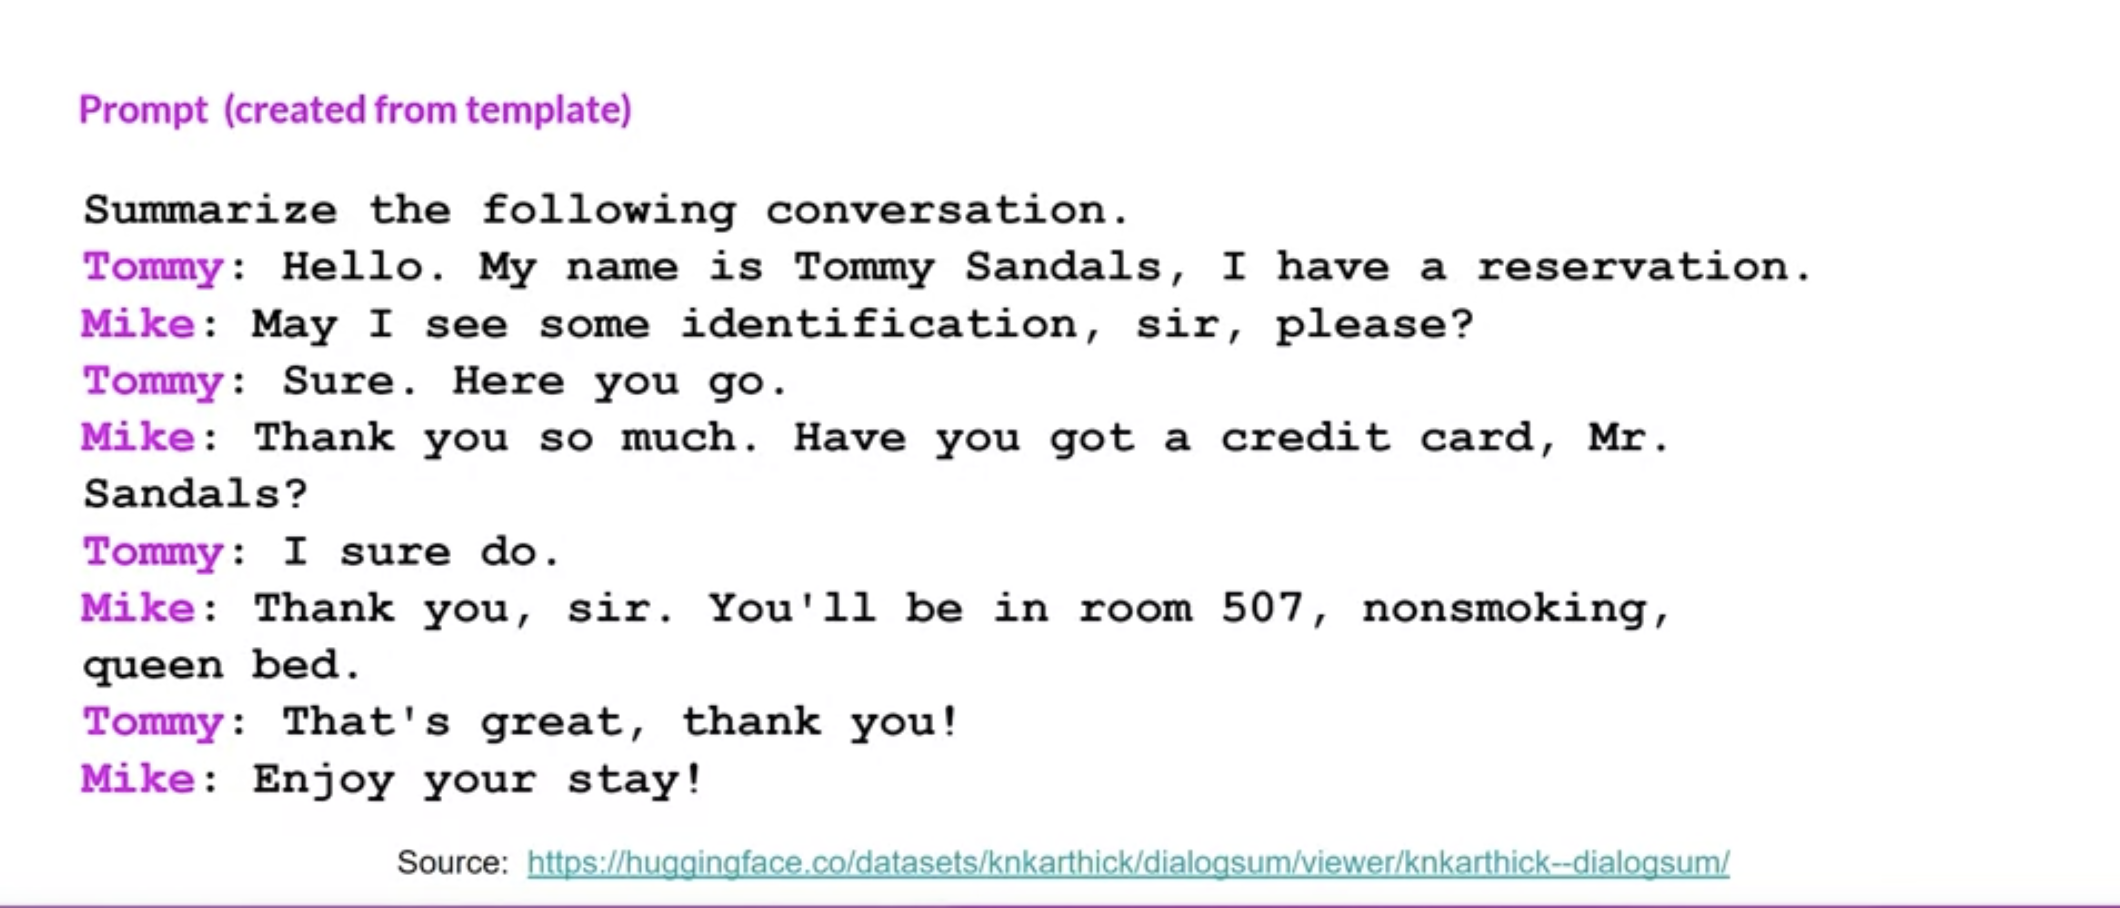 Prompt (created from template)
Summarize the following conversation.
Tommy: Hello. My name is Tommy Sandals, I have a reservation.
Mike: May I see some identification, sir, please?
Tommy: Sure. Here you go.
Mike: Thank you so much. Have you got a credit card, Mr.
Sandals?
Tommy: I sure do.
Mike: Thank you, sir. You'll be in room 507, nonsmoking,
queen bed.
Tommy: That's great, thank you!
Mike: Enjoy your stay!
Source: https://huggingface.co/datasets/knkarthick/dialogsum/viewer/knkarthick--dialogsum/